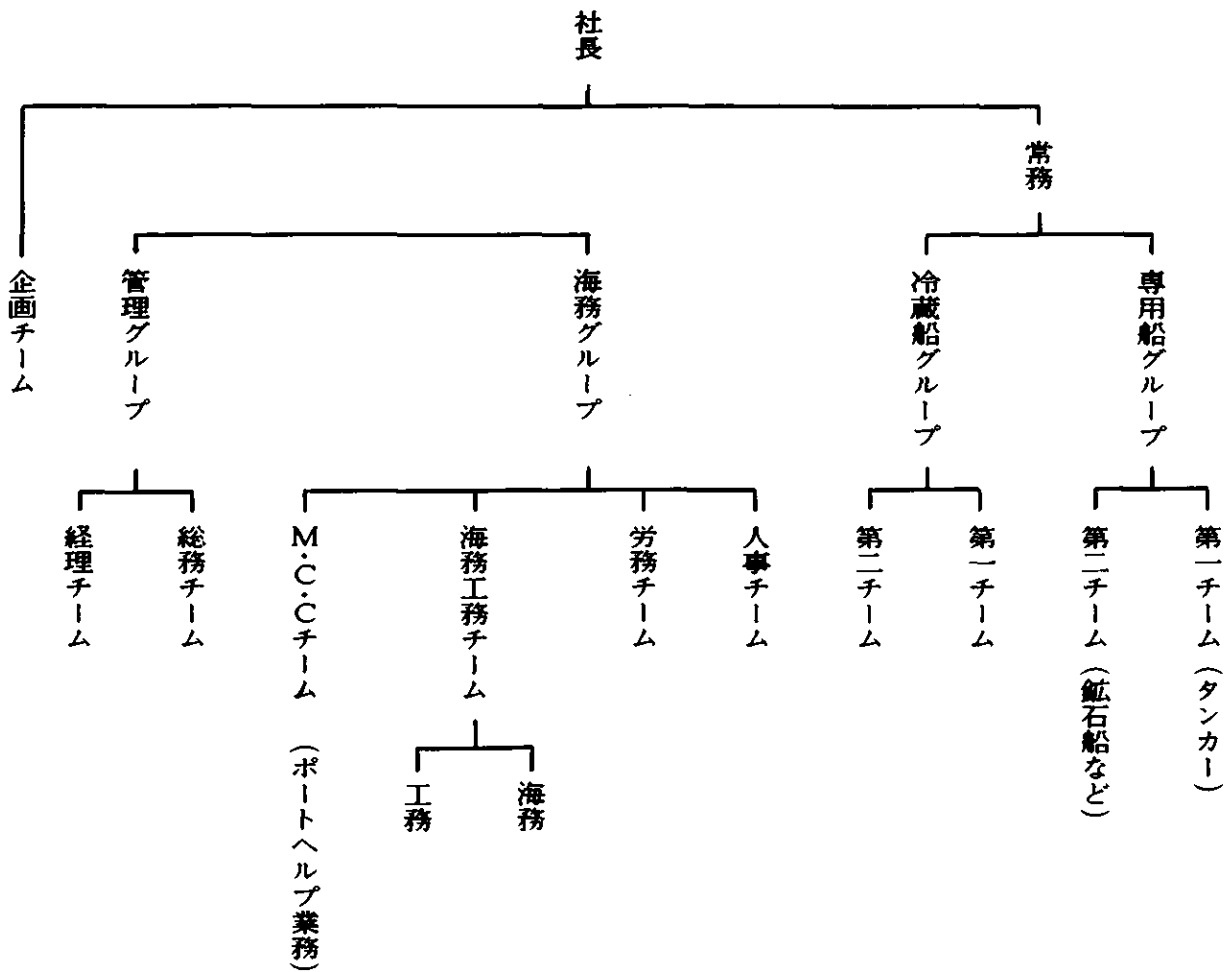 社長
常務
専用船グループ
第一チーム（タンカー）
第二チーム（鉱石船など）
冷蔵船グループ
第一チーム
第二チーム
海務グループ
人事チーム
労務チーム
海務工務チーム
海務
工務
M・C・Cチーム （ポートヘルプ業務）
管理グループ
総務チーム
経理チーム
企画チーム